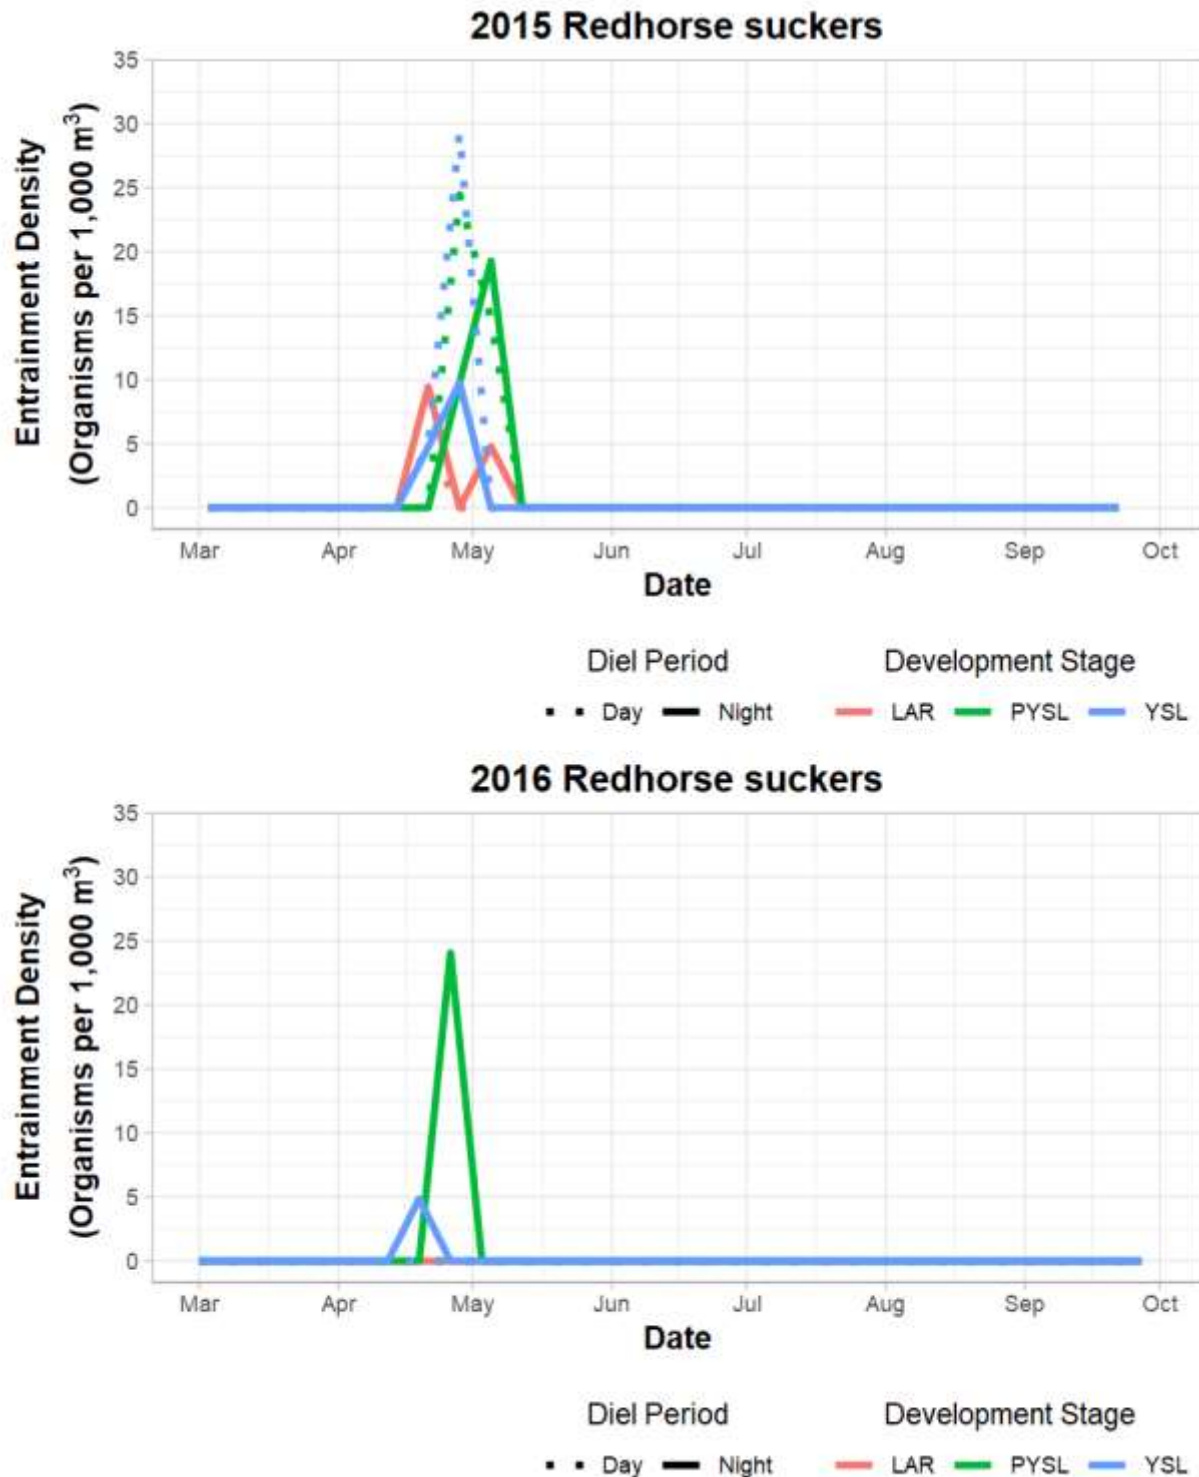 2015 Redhorse suckers
Entrainment Density
(Organisms per 1,000 m³)
35
30
25
20
15
10
5
0
Mar Apr May Jun Jul Aug Sep Oct
Date
Diel Period Development Stage
Day Night LAR PYSL YSL
2016 Redhorse suckers
Entrainment Density
(Organisms per 1,000 m³)
35
30
25
20
15
10
5
0
Mar Apr May Jun Jul Aug Sep Oct
Date
Diel Period Development Stage
Day Night LAR PYSL YSL